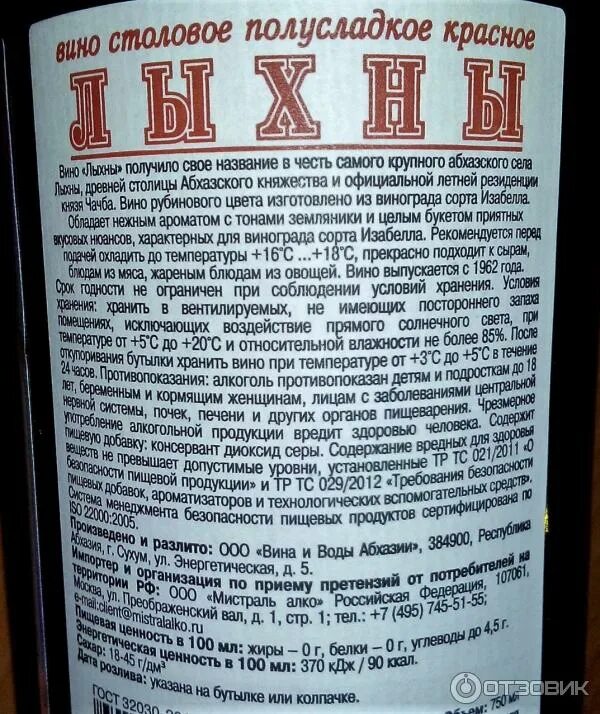 вино столовое полусладкое красное
ЛЫХНЫ
Вино «Лыхны» получило свое название в честь самого крупного абхазского села
Лыхны, древней столицы Абхазского княжества и официальной летней резиденции
князя Чачба. Вино рубинового цвета изготовлено из винограда сорта Изабелла.
Обладает нежным ароматом с тонами земляники и целым букетом приятных
вкусовых нюансов, характерных для винограда сорта Изабелла. Рекомендуется перед
подачей охладить до температуры +16°С ...+18°С, прекрасно подходит к сырам,
блюдам из мяса, жареным блюдам из овощей. Вино выпускается с 1962 года.
Срок годности не ограничен при соблюдении условий хранения. Условия
хранения: хранить в вентилируемых, не имеющих постороннего запаха
помещениях, исключающих воздействие прямого солнечного света, при
температуре от +5°С до +20°С и относительной влажности не более 85%. После
откупоривания бутылки хранить вино при температуре от +3°С до +5°С в течение
24 часов. Противопоказания: алкоголь противопоказан детям и подросткам до 18
лет, беременным и кормящим женщинам, лицам с заболеваниями центральной
нервной системы, почек, печени и других органов пищеварения. Чрезмерное
употребление алкогольной продукции вредит здоровью человека. Содержит
пищевую добавку: консервант диоксид серы. Содержание вредных для здоровья
веществ не превышает допустимые уровни, установленные ТР ТС 021/2011 «О
безопасности пищевой продукции» и ТР ТС 029/2012 «Требования безопасности
пищевых добавок, ароматизаторов и технологических вспомогательных средств».
Система менеджмента безопасности пищевых продуктов сертифицирована по
ISO 22000:2005.
Произведено и разлито: ООО «Вина и Воды Абхазии», 384900, Республика
Абхазия, г. Сухум, ул. Энергетическая, д. 5.
Импортер и организация по приему претензий от потребителей на
территории РФ: ООО «Мистраль алко» Российская Федерация, 107061,
Москва, ул. Преображенский вал, д. 1, стр. 1; тел.: +7 (495) 745-51-55;
e-mail:client@mistralalko.ru
Пищевая ценность в 100 мл: жиры – 0 г, белки – 0 г, углеводы до 4,5 г.
Энергетическая ценность в 100 мл: 370 кДж / 90 ккал.
Сахар: 18-45 г/дм³
Дата розлива: указана на бутылке или колпачке.
ГОСТ 32030
Объем: 750 мл
ОТЗОВИК